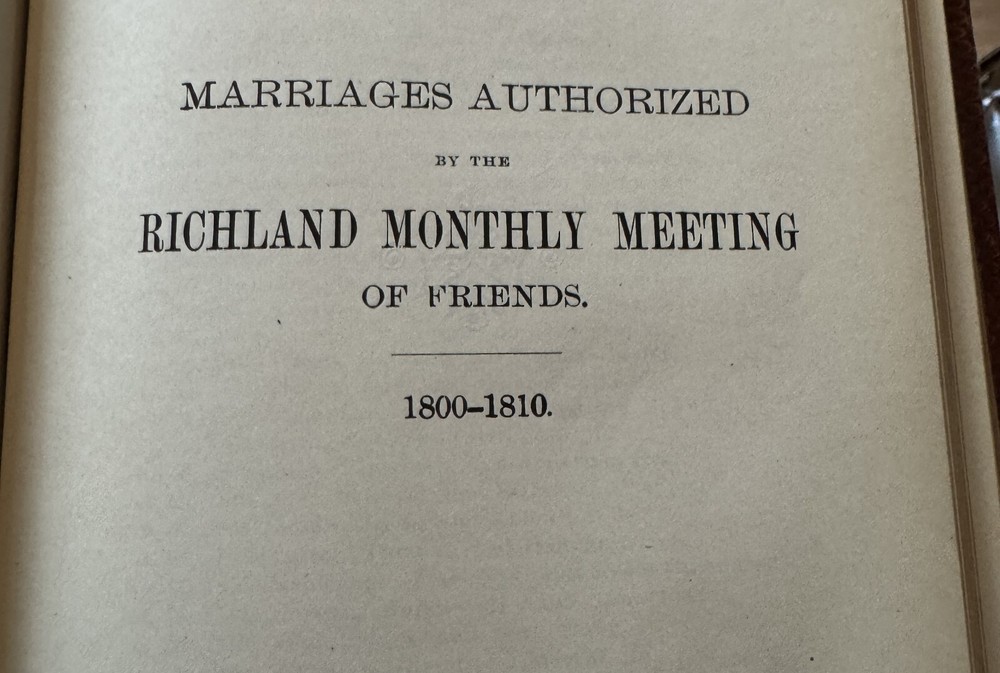 MARRIAGES AUTHORIZED
BY THE
RICHLAND MONTHLY MEETING
OF FRIENDS.
1800–1810.